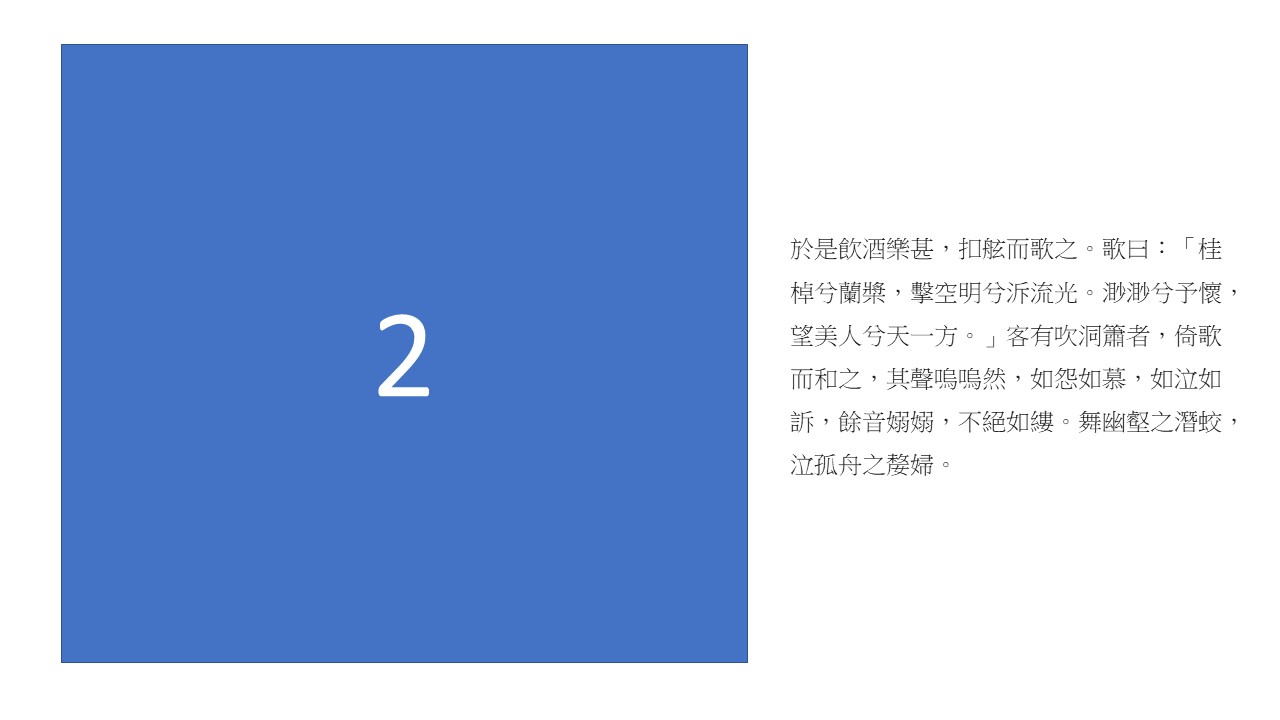 2
於是飲酒樂甚，扣舷而歌之。歌曰：「桂
棹兮蘭槳，擊空明兮泝流光。渺渺兮予懷，
望美人兮天一方。」客有吹洞簫者，倚歌
而和之，其聲嗚嗚然，如怨如慕，如泣如
訴，餘音嫋嫋，不絕如縷。舞幽壑之潛蛟，
泣孤舟之嫠婦。